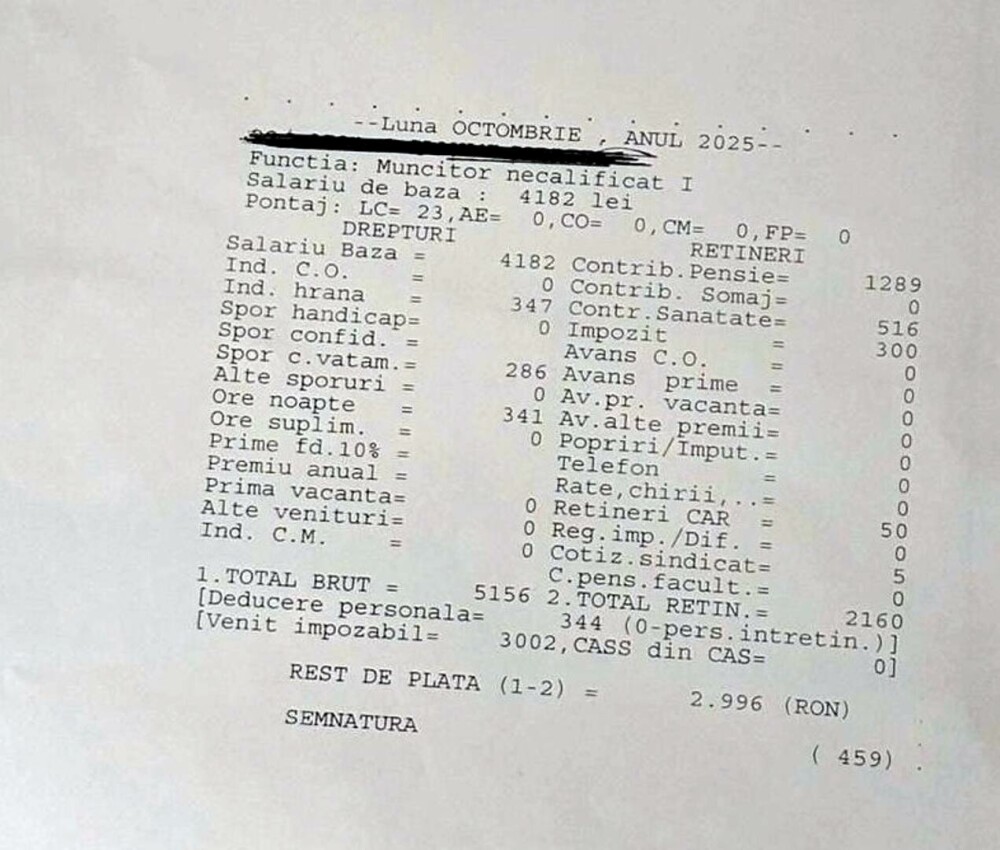 --Luna OCTOMBRIE , ANUL 2025--
Functia: Muncitor necalificat I
Salariu de baza : 4182 lei
Pontaj: LC= 23,AE= 0,CO= 0,CM= 0,FP= 0
DREPTURI RETINERI
Salariu Baza = 4182 Contrib.Pensie= 1289
Ind. C.O. = 0 Contrib. Somaj= 0
Ind. hrana = 347 Contr.Sanatate= 516
Spor handicap= 0 Impozit = 300
Spor confid. = Avans C.O. = 0
Spor c.vatam.= 286 Avans prime = 0
Alte sporuri = 0 Av.pr. vacanta= 0
Ore noapte = 341 Av.alte premii= 0
Ore suplim. = 0 Popriri/Imput.= 0
Prime fd.10% = Telefon = 0
Premiu anual = Rate,chirii,..= 0
Prima vacanta= 0 Retineri CAR = 50
Alte venituri= 0 Reg.imp./Dif. = 0
Ind. C.M. = 0 Cotiz.sindicat= 5
C.pens.facult.= 0
1.TOTAL BRUT = 5156 2.TOTAL RETIN.= 2160
[Deducere personala= 344 (0-pers.intretin.)]
[Venit impozabil= 3002,CASS din CAS= 0]
REST DE PLATA (1-2) = 2.996 (RON)
SEMNATURA
( 459) .